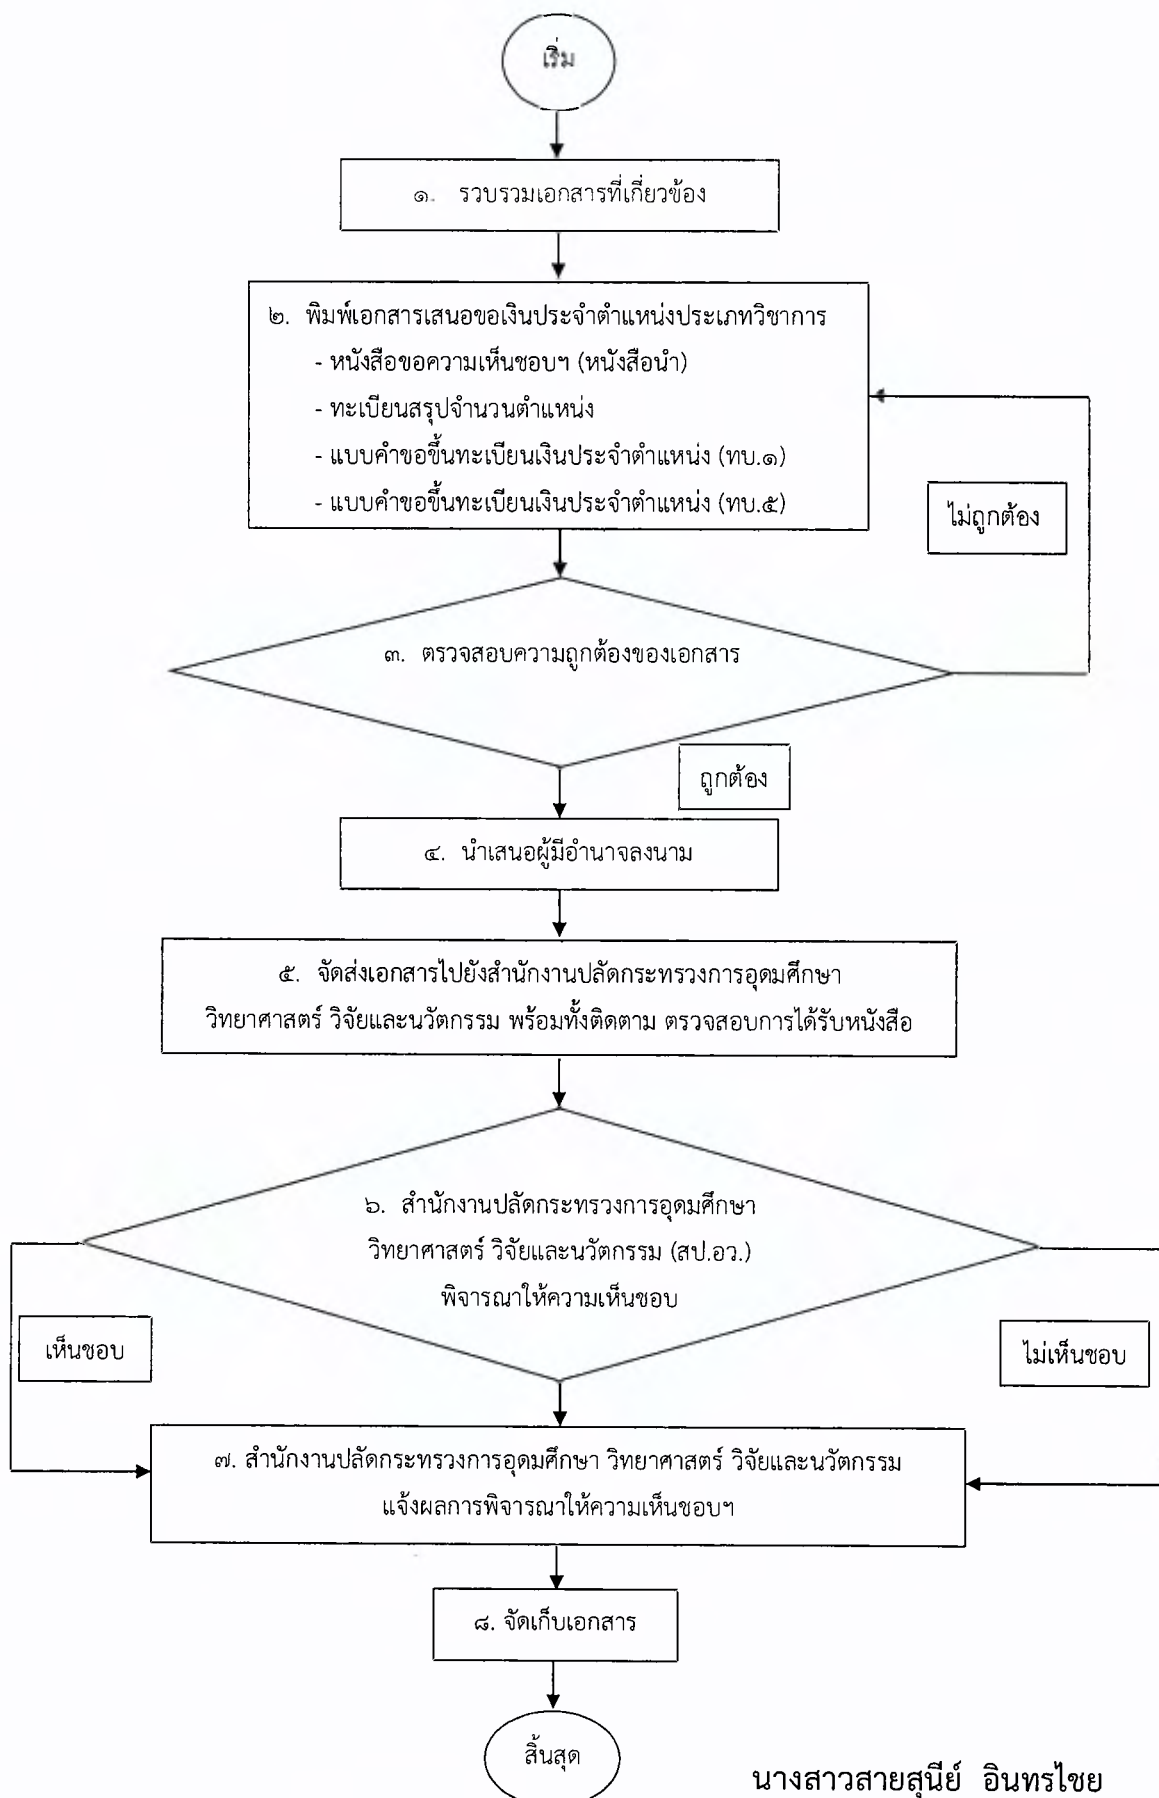 เริ่ม
๑. รวบรวมเอกสารที่เกี่ยวข้อง
๒. พิมพ์เอกสารเสนอขอเงินประจำตำแหน่งประเภทวิชาการ
- หนังสือขอความเห็นชอบฯ (หนังสือนำ)
- ทะเบียนสรุปจำนวนตำแหน่ง
- แบบคำขอขึ้นทะเบียนเงินประจำตำแหน่ง (ทบ.๑)
- แบบคำขอขึ้นทะเบียนเงินประจำตำแหน่ง (ทบ.๕)
ไม่ถูกต้อง
๓. ตรวจสอบความถูกต้องของเอกสาร
ถูกต้อง
๔. นำเสนอผู้มีอำนาจลงนาม
๕. จัดส่งเอกสารไปยังสำนักงานปลัดกระทรวงการอุดมศึกษา
วิทยาศาสตร์ วิจัยและนวัตกรรม พร้อมทั้งติดตาม ตรวจสอบการได้รับหนังสือ
๖. สำนักงานปลัดกระทรวงการอุดมศึกษา
วิทยาศาสตร์ วิจัยและนวัตกรรม (สป.อว.)
พิจารณาให้ความเห็นชอบ
เห็นชอบ
ไม่เห็นชอบ
๗. สำนักงานปลัดกระทรวงการอุดมศึกษา วิทยาศาสตร์ วิจัยและนวัตกรรม
แจ้งผลการพิจารณาให้ความเห็นชอบฯ
๘. จัดเก็บเอกสาร
สิ้นสุด
นางสาวสายสุนีย์ อินทรไชย